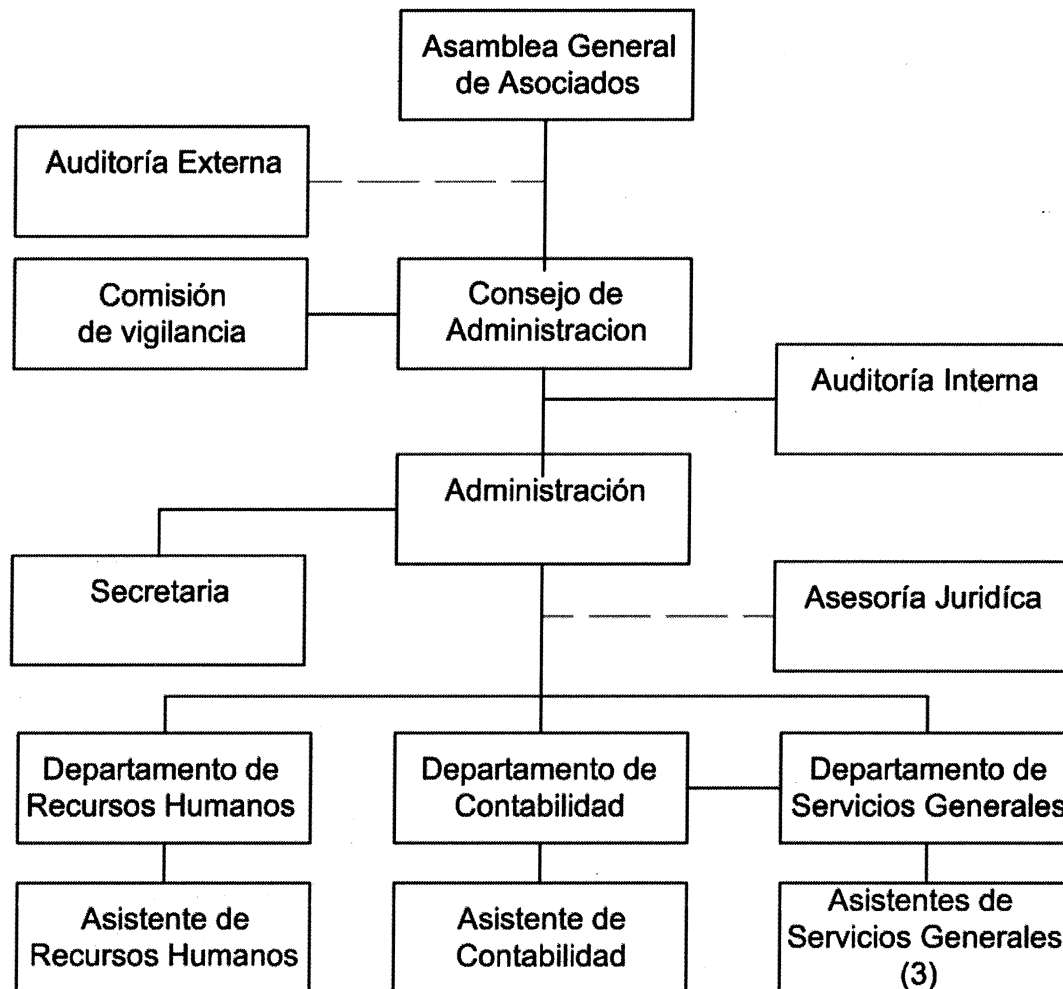 Asamblea General
de Asociados
Auditoría Externa
Comisión
de vigilancia
Consejo de
Administracion
Auditoría Interna
Administración
Secretaria
Asesoría Juridíca
Departamento de
Recursos Humanos
Departamento de
Contabilidad
Departamento de
Servicios Generales
Asistente de
Recursos Humanos
Asistente de
Contabilidad
Asistentes de
Servicios Generales
(3)